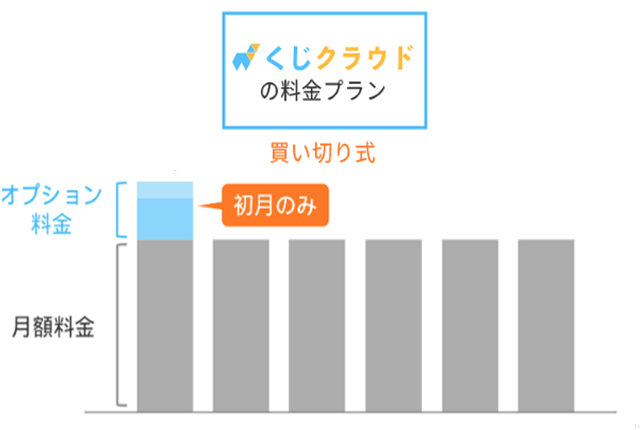 くじクラウド
の料金プラン
買い切り式
オプション
料金
初月のみ
月額料金